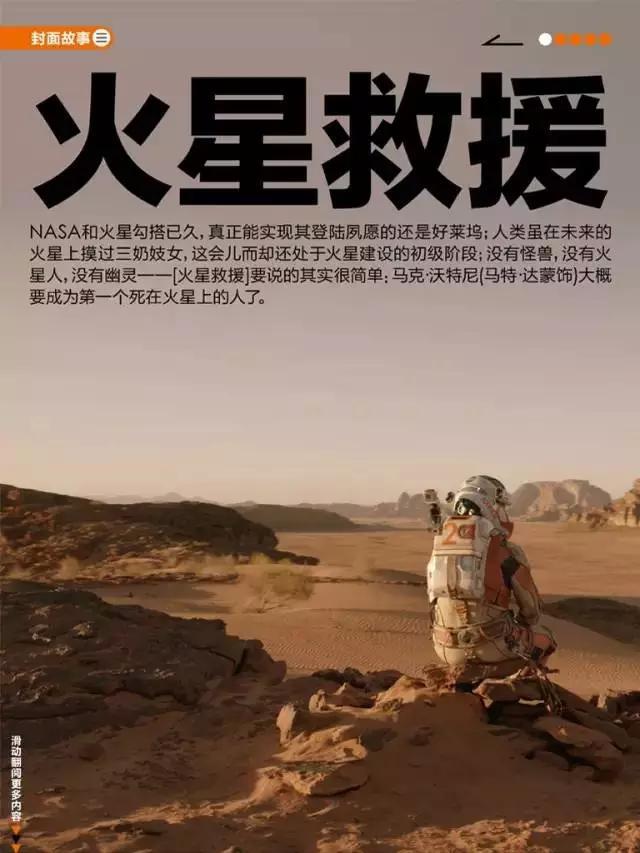 封面故事
火星救援
NASA和火星勾搭已久，真正能实现其登陆夙愿的还是好莱坞；人类虽在未来的
火星上摸过三奶妓女，这会儿而却还处于火星建设的初级阶段；没有怪兽，没有火
星人，没有幽灵——[火星救援]要说的其实很简单：马克·沃特尼(马特·达蒙饰)大概
要成为第一个死在火星上的人了。
2
滑动翻阅更多内容